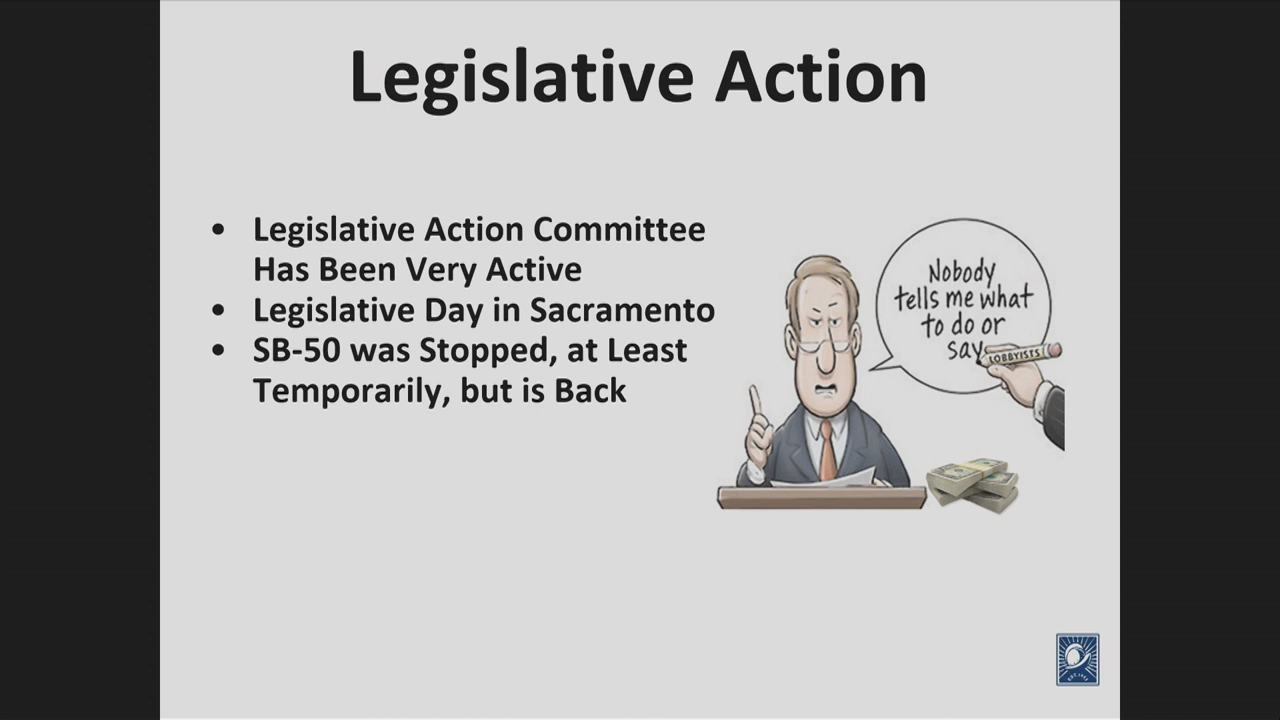 Legislative Action
• Legislative Action Committee
Has Been Very Active
• Legislative Day in Sacramento
• SB-50 was Stopped, at Least
Temporarily, but is Back
Nobody
tells me what
to do or
say
LOBBYISTS